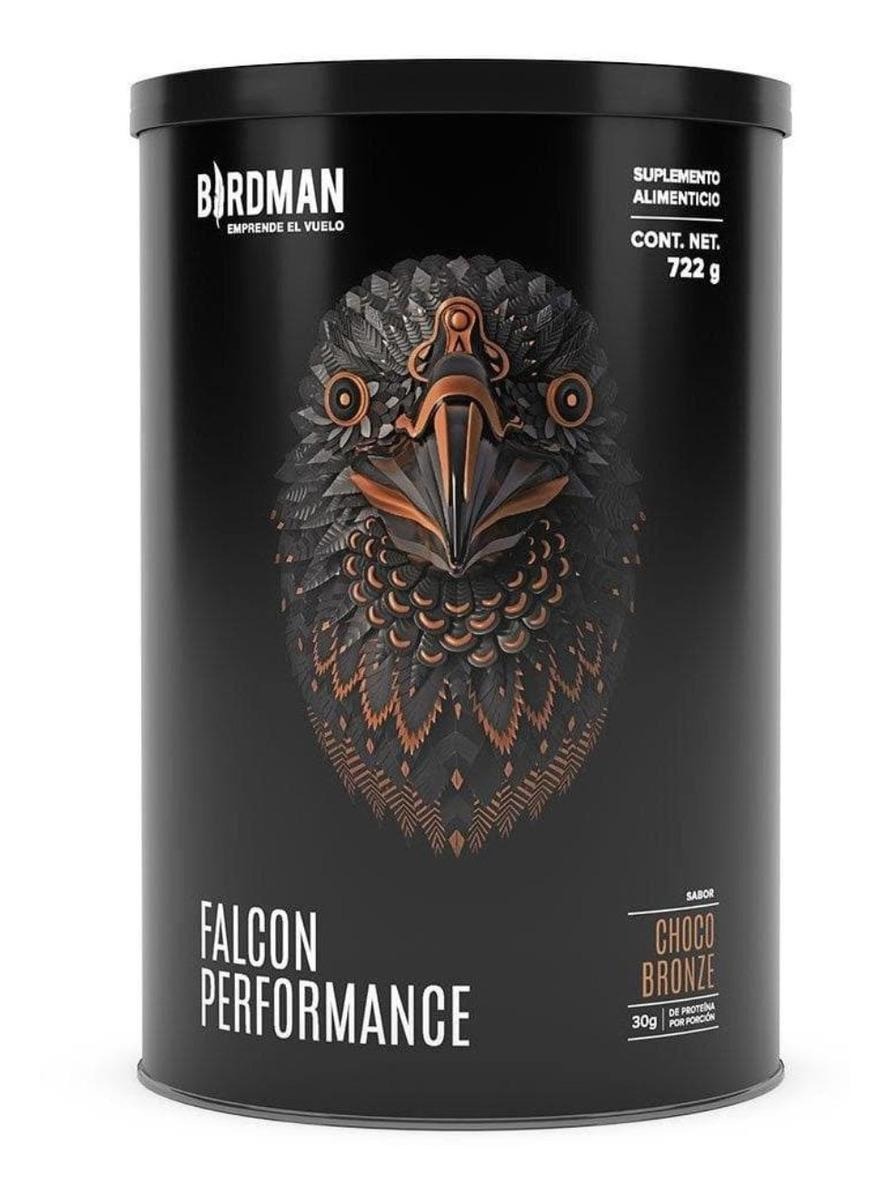 BIRDMAN
EMPRENDE EL VUELO
SUPLEMENTO
ALIMENTICIO
CONT. NET.
722 g
FALCON
PERFORMANCE
SABOR
CHOCO
BRONZE
30g DE PROTEÍNA
POR PORCIÓN